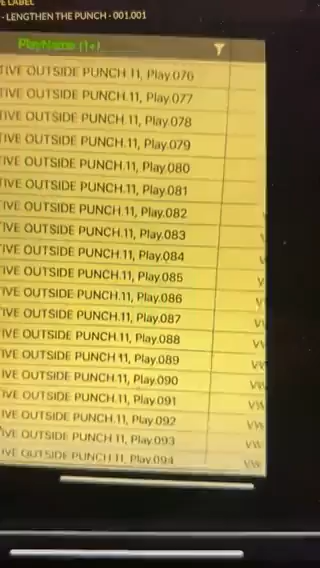 E LABEL
- LENGTHEN THE PUNCH - 001.001
PlayName (1▾)
TIVE OUTSIDE PUNCH.11, Play.076
TIVE OUTSIDE PUNCH.11, Play.077
TIVE OUTSIDE PUNCH.11, Play.078
TIVE OUTSIDE PUNCH.11, Play.079
TIVE OUTSIDE PUNCH.11, Play.080
TIVE OUTSIDE PUNCH.11, Play.081
TIVE OUTSIDE PUNCH.11, Play.082
TIVE OUTSIDE PUNCH.11, Play.083
TIVE OUTSIDE PUNCH.11, Play.084
IVE OUTSIDE PUNCH.11, Play.085
IVE OUTSIDE PUNCH.11, Play.086
IVE OUTSIDE PUNCH.11, Play.087
IVE OUTSIDE PUNCH.11, Play.088
IVE OUTSIDE PUNCH.11, Play.089
IVE OUTSIDE PUNCH.11, Play.090
IVE OUTSIDE PUNCH.11, Play.091
IVE OUTSIDE PUNCH.11, Play.092
IVE OUTSIDE PUNCH.11, Play.093
IVE OUTSIDE PUNCH.11, Play.094